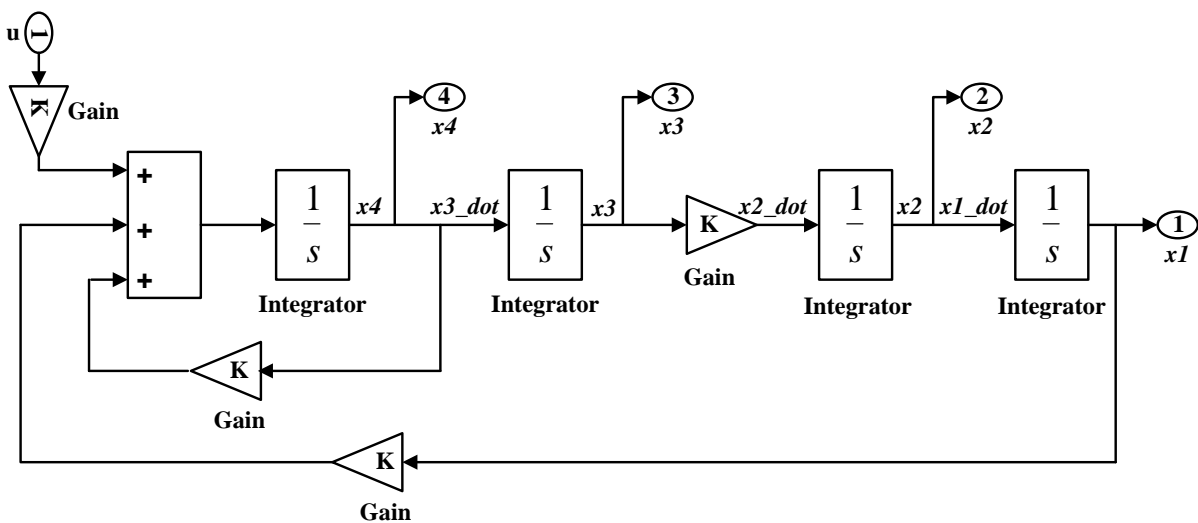 u 1
K
Gain
4
x4
3
x3
2
x2
+
+
+
1
s
x4
x3_dot
1
s
x3
K
x2_dot
1
s
x2
x1_dot
1
s
1
x1
Gain
Integrator
Integrator
Integrator
Integrator
K
Gain
K
Gain